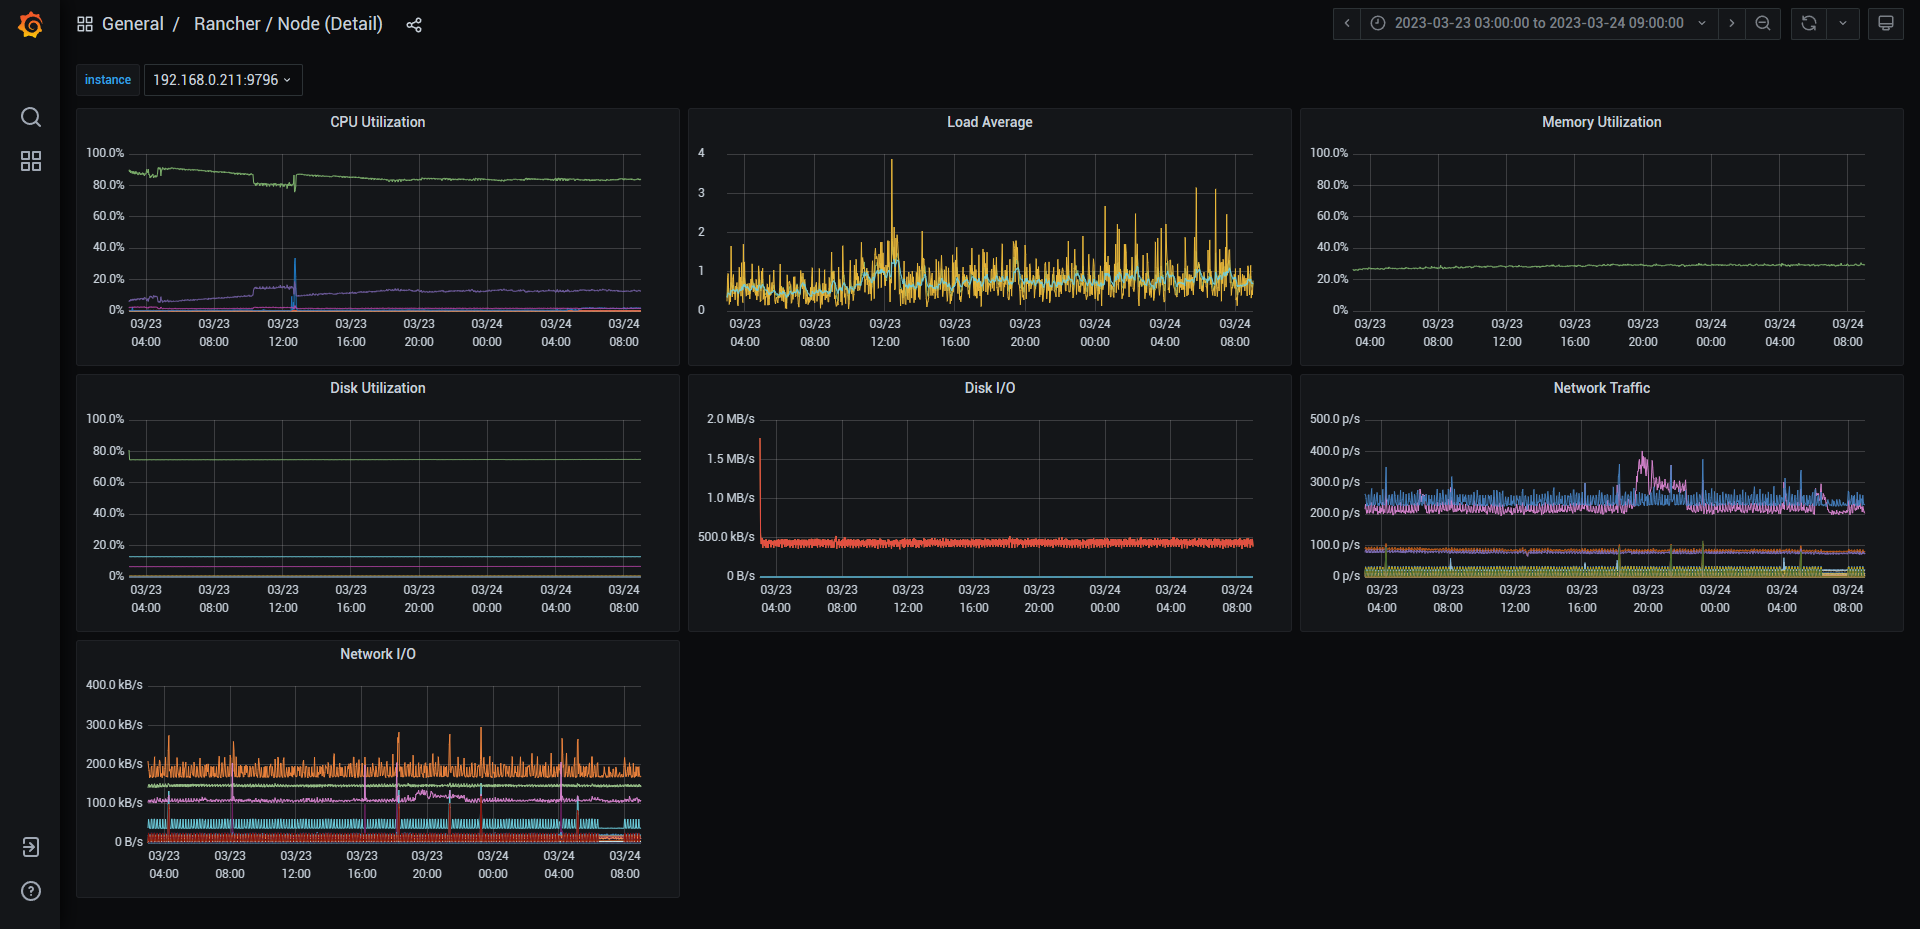 General / Rancher / Node (Detail)
2023-03-23 03:00:00 to 2023-03-24 09:00:00
instance 192.168.0.211:9796
CPU Utilization
100.0%
80.0%
60.0%
40.0%
20.0%
0%
03/23 03/23 03/23 03/23 03/23 03/24 03/24 03/24
04:00 08:00 12:00 16:00 20:00 00:00 04:00 08:00
Load Average
4
3
2
1
0
03/23 03/23 03/23 03/23 03/23 03/24 03/24 03/24
04:00 08:00 12:00 16:00 20:00 00:00 04:00 08:00
Memory Utilization
100.0%
80.0%
60.0%
40.0%
20.0%
0%
03/23 03/23 03/23 03/23 03/23 03/24 03/24 03/24
04:00 08:00 12:00 16:00 20:00 00:00 04:00 08:00
Disk Utilization
100.0%
80.0%
60.0%
40.0%
20.0%
0%
03/23 03/23 03/23 03/23 03/23 03/24 03/24 03/24
04:00 08:00 12:00 16:00 20:00 00:00 04:00 08:00
Disk I/O
2.0 MB/s
1.5 MB/s
1.0 MB/s
500.0 kB/s
0 B/s
03/23 03/23 03/23 03/23 03/23 03/24 03/24 03/24
04:00 08:00 12:00 16:00 20:00 00:00 04:00 08:00
Network Traffic
500.0 p/s
400.0 p/s
300.0 p/s
200.0 p/s
100.0 p/s
0 p/s
03/23 03/23 03/23 03/23 03/23 03/24 03/24 03/24
04:00 08:00 12:00 16:00 20:00 00:00 04:00 08:00
Network I/O
400.0 kB/s
300.0 kB/s
200.0 kB/s
100.0 kB/s
0 B/s
03/23 03/23 03/23 03/23 03/23 03/24 03/24 03/24
04:00 08:00 12:00 16:00 20:00 00:00 04:00 08:00